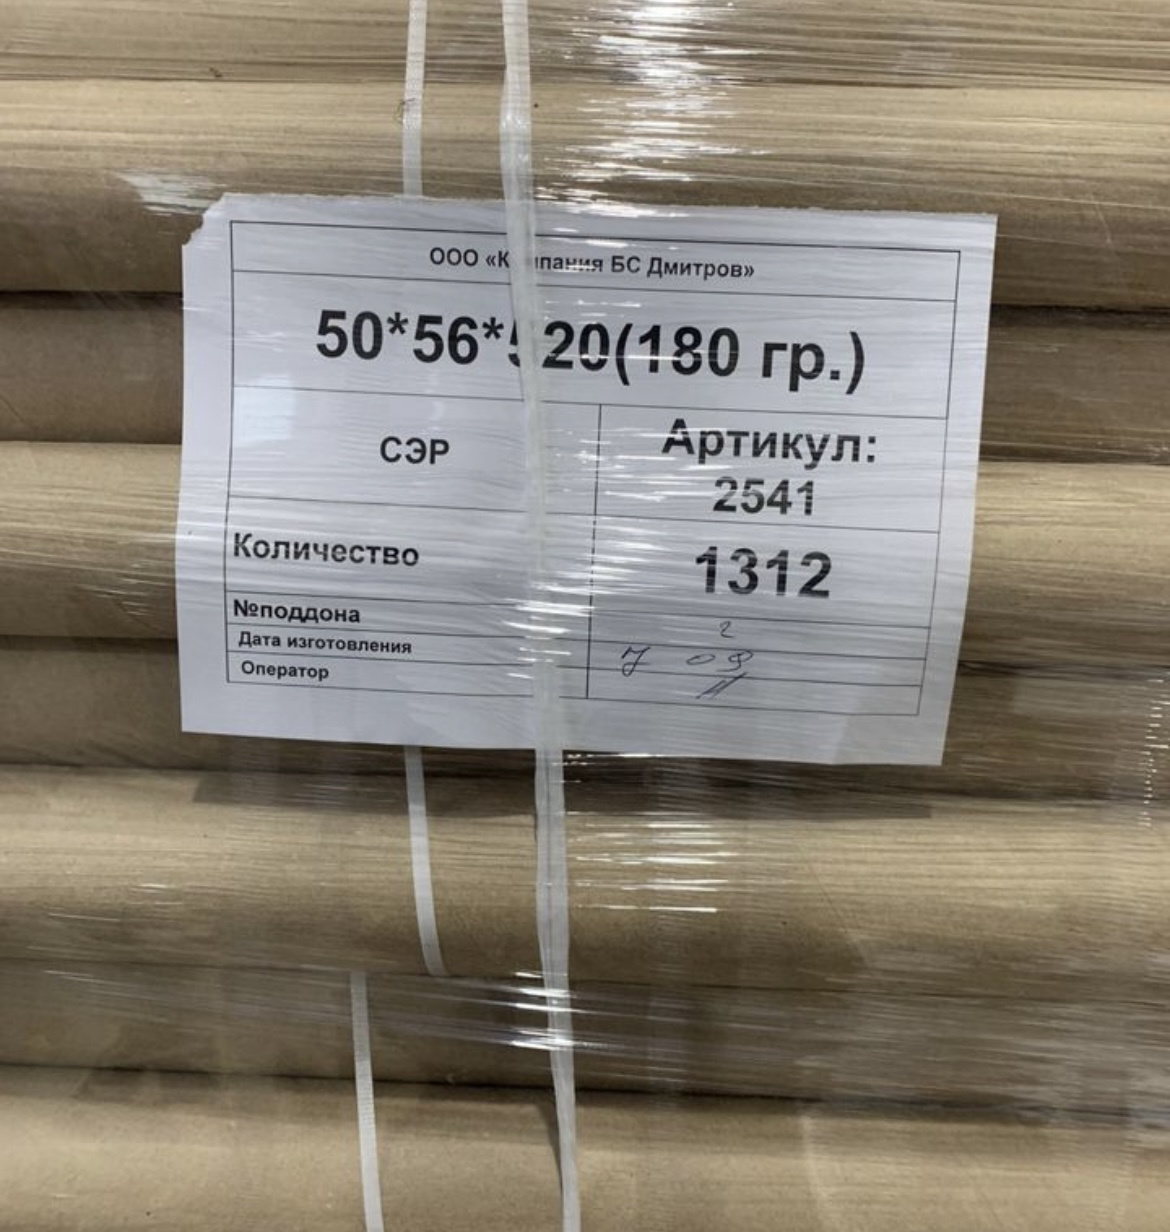 ООО «Компания БС Дмитров»
50*56*520(180 гр.)
СЭР
Артикул:
2541
Количество
1312
№поддона
2
Дата изготовления
7 09
Оператор